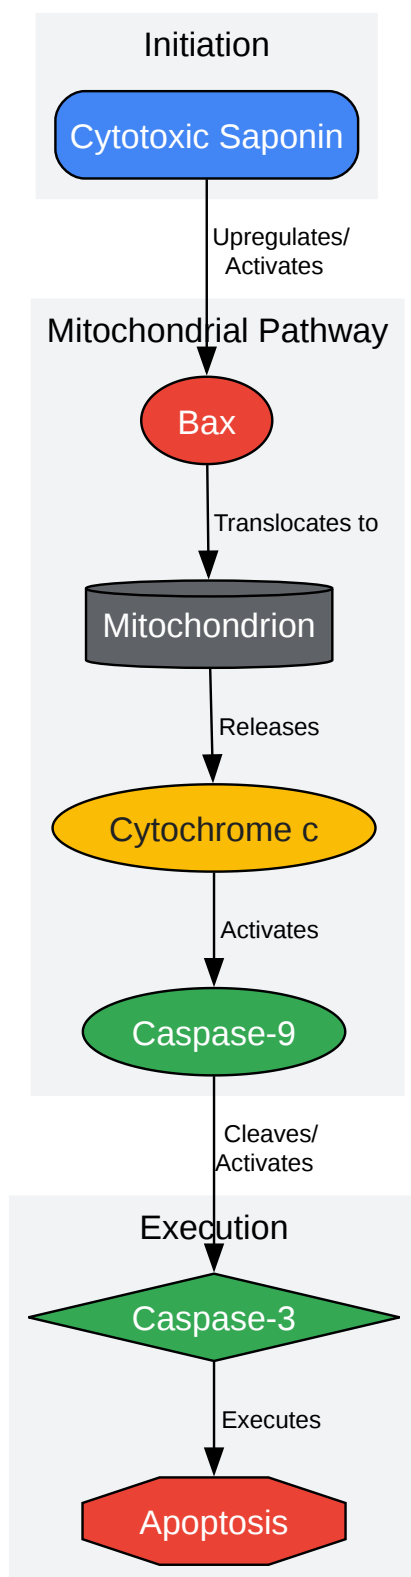 Initiation
Cytotoxic Saponin
Upregulates/
Activates
Mitochondrial Pathway
Bax
Translocates to
Mitochondrion
Releases
Cytochrome c
Activates
Caspase-9
Cleaves/
Activates
Execution
Caspase-3
Executes
Apoptosis